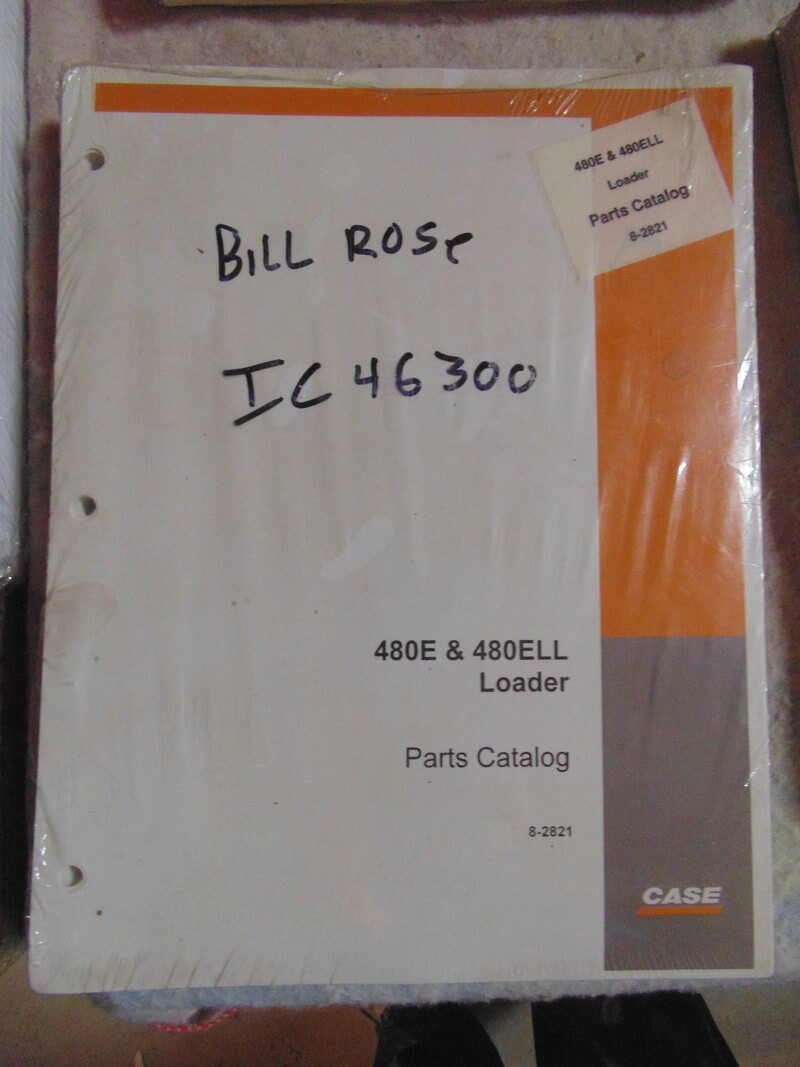 480E & 480ELL
Loader
Parts Catalog
8-2821
BILL ROSE
IC 46300
480E & 480ELL
Loader
Parts Catalog
8-2821
CASE